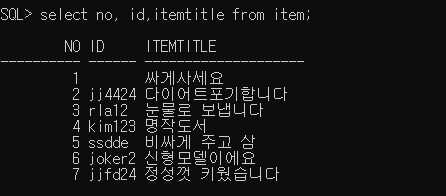 SQL> select no, id,itemtitle from item;
NO ID ITEMTITLE
---------- ------ --------------------
1 싸게사세요
2 jj4424 다이어트포기합니다
3 rla12 눈물로 보냅니다
4 kim123 명작도서
5 ssdde 비싸게 주고 삼
6 joker2 신형모델이에요
7 jjfd24 정성껏 키웠습니다